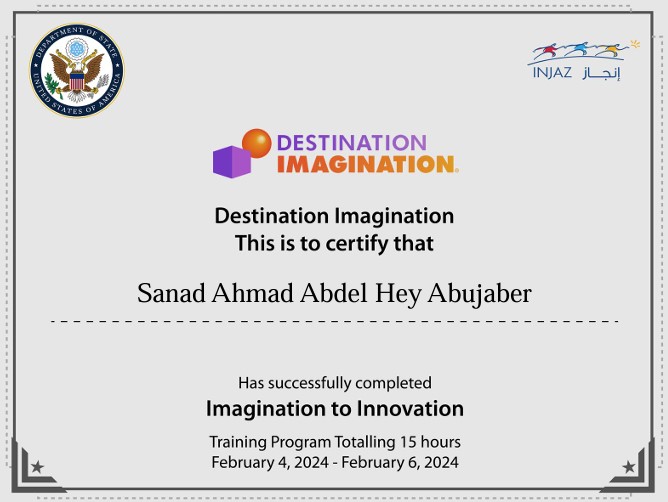 DEPARTMENT OF STATE
UNITED STATES OF AMERICA
INJAZ إنجاز
DESTINATION
IMAGINATION.
Destination Imagination
This is to certify that
Sanad Ahmad Abdel Hey Abujaber
Has successfully completed
Imagination to Innovation
Training Program Totalling 15 hours
February 4, 2024 - February 6, 2024